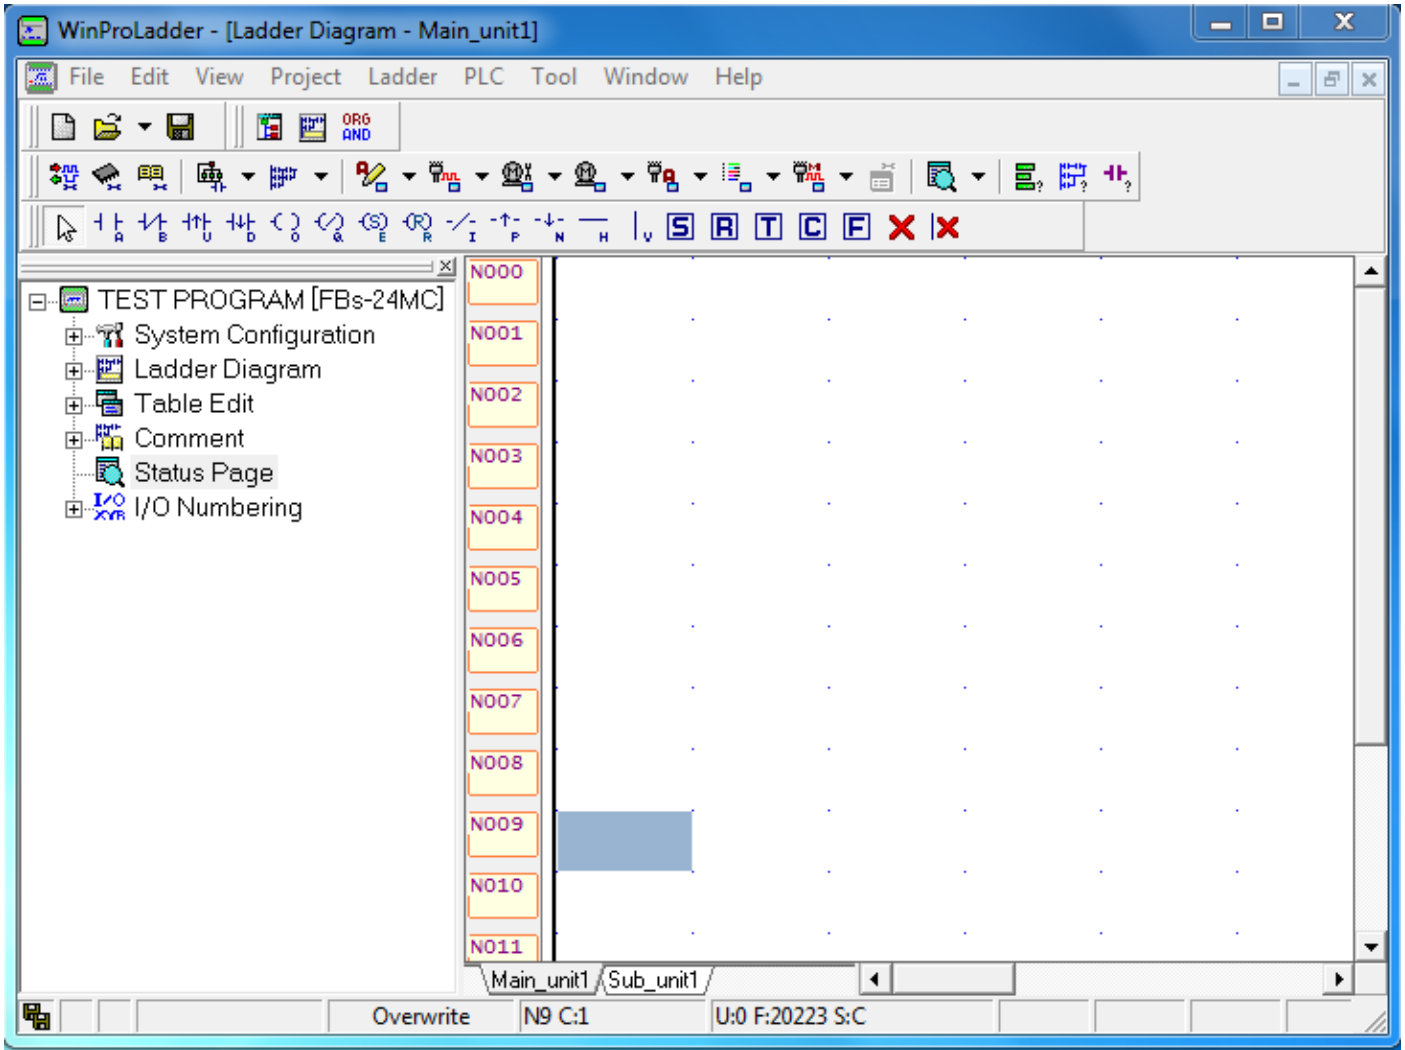 WinProLadder - [Ladder Diagram - Main_unit1]
File Edit View Project Ladder PLC Tool Window Help
ORG
AND
A B U D O Q E R I P N H V S R T C F
TEST PROGRAM [FBs-24MC]
System Configuration
Ladder Diagram
Table Edit
Comment
Status Page
I/O Numbering
N000
N001
N002
N003
N004
N005
N006
N007
N008
N009
N010
N011
Main_unit1 Sub_unit1
Overwrite N9 C:1 U:0 F:20223 S:C